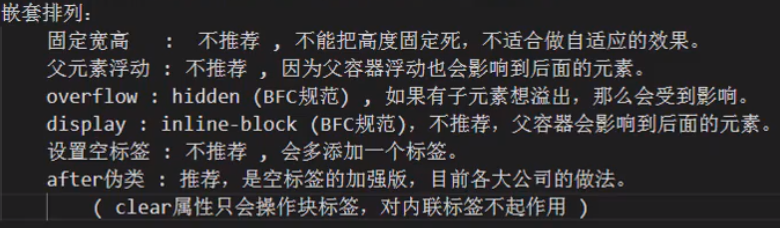 嵌套排列：
固定宽高 : 不推荐 , 不能把高度固定死，不适合做自适应的效果。
父元素浮动 : 不推荐 , 因为父容器浮动也会影响到后面的元素。
overflow : hidden (BFC规范) , 如果有子元素想溢出，那么会受到影响。
display : inline-block (BFC规范)，不推荐，父容器会影响到后面的元素。
设置空标签 : 不推荐 , 会多添加一个标签。
after伪类 : 推荐，是空标签的加强版，目前各大公司的做法。
( clear属性只会操作块标签，对内联标签不起作用 )